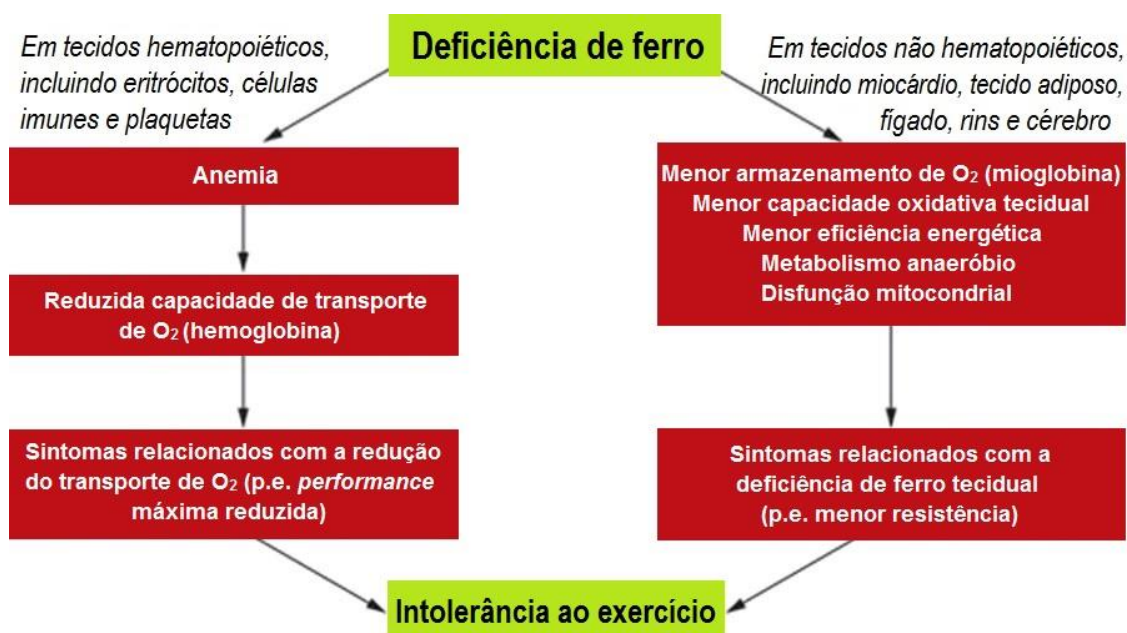 Deficiência de ferro
Em tecidos hematopoiéticos,
incluindo eritrócitos, células
imunes e plaquetas
Em tecidos não hematopoiéticos,
incluindo miocárdio, tecido adiposo,
fígado, rins e cérebro
Anemia
Reduzida capacidade de transporte
de O₂ (hemoglobina)
Sintomas relacionados com a redução
do transporte de O₂ (p.e. performance
máxima reduzida)
Menor armazenamento de O₂ (mioglobina)
Menor capacidade oxidativa tecidual
Menor eficiência energética
Metabolismo anaeróbio
Disfunção mitocondrial
Sintomas relacionados com a
deficiência de ferro tecidual
(p.e. menor resistência)
Intolerância ao exercício